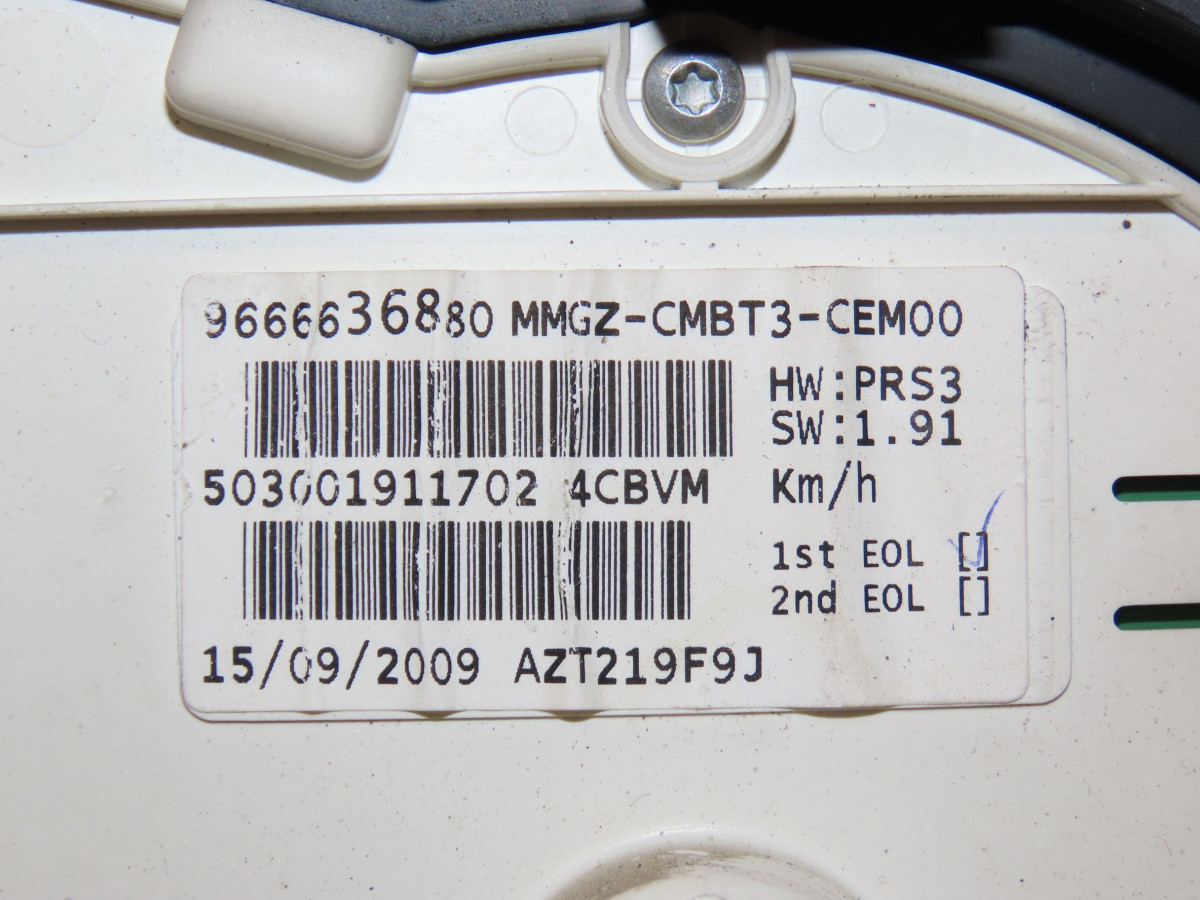 9666636880 MMGZ-CMBT3-CEM00
HW:PRS3
SW:1.91
503001911702 4CBVM
Km/h
1st EOL []
2nd EOL []
15/09/2009 AZT219F9J